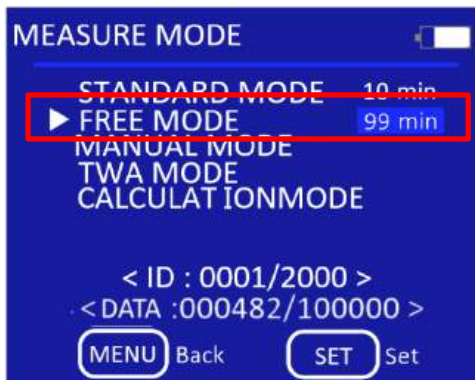 MEASURE MODE
STANDARD MODE 10 min
▶ FREE MODE 99 min
MANUAL MODE
TWA MODE
CALCULAT IONMODE
< ID : 0001/2000 >
< DATA :000482/100000 >
MENU Back SET Set